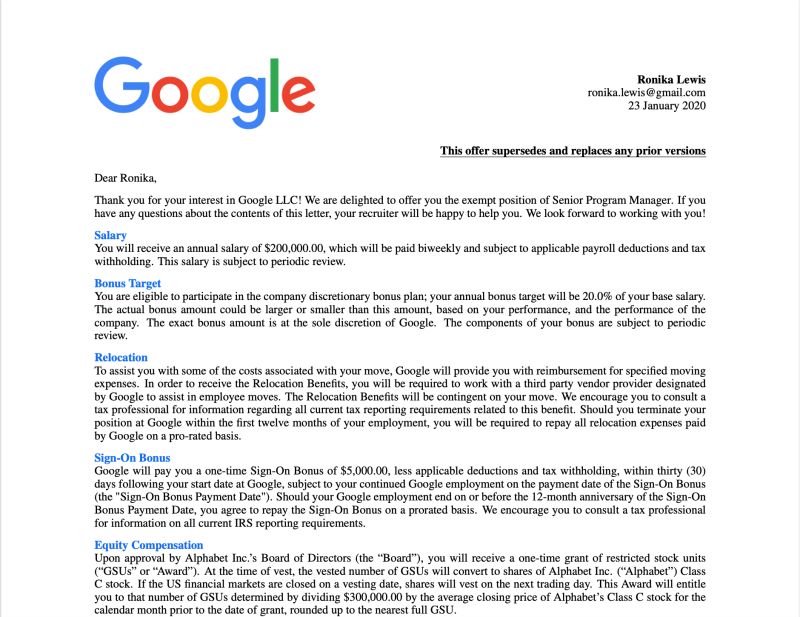 Google
Ronika Lewis
ronika.lewis@gmail.com
23 January 2020
This offer supersedes and replaces any prior versions
Dear Ronika,
Thank you for your interest in Google LLC! We are delighted to offer you the exempt position of Senior Program Manager. If you
have any questions about the contents of this letter, your recruiter will be happy to help you. We look forward to working with you!
Salary
You will receive an annual salary of $200,000.00, which will be paid biweekly and subject to applicable payroll deductions and tax
withholding. This salary is subject to periodic review.
Bonus Target
You are eligible to participate in the company discretionary bonus plan; your annual bonus target will be 20.0% of your base salary.
The actual bonus amount could be larger or smaller than this amount, based on your performance, and the performance of the
company. The exact bonus amount is at the sole discretion of Google. The components of your bonus are subject to periodic
review.
Relocation
To assist you with some of the costs associated with your move, Google will provide you with reimbursement for specified moving
expenses. In order to receive the Relocation Benefits, you will be required to work with a third party vendor provider designated
by Google to assist in employee moves. The Relocation Benefits will be contingent on your move. We encourage you to consult a
tax professional for information regarding all current tax reporting requirements related to this benefit. Should you terminate your
position at Google within the first twelve months of your employment, you will be required to repay all relocation expenses paid
by Google on a pro-rated basis.
Sign-On Bonus
Google will pay you a one-time Sign-On Bonus of $5,000.00, less applicable deductions and tax withholding, within thirty (30)
days following your start date at Google, subject to your continued Google employment on the payment date of the Sign-On Bonus
(the "Sign-On Bonus Payment Date"). Should your Google employment end on or before the 12-month anniversary of the Sign-On
Bonus Payment Date, you agree to repay the Sign-On Bonus on a prorated basis. We encourage you to consult a tax professional
for information on all current IRS reporting requirements.
Equity Compensation
Upon approval by Alphabet Inc.’s Board of Directors (the “Board”), you will receive a one-time grant of restricted stock units
(“GSUs” or “Award”). At the time of vest, the vested number of GSUs will convert to shares of Alphabet Inc. (“Alphabet”) Class
C stock. If the US financial markets are closed on a vesting date, shares will vest on the next trading day. This Award will entitle
you to that number of GSUs determined by dividing $300,000.00 by the average closing price of Alphabet’s Class C stock for the
calendar month prior to the date of grant, rounded up to the nearest full GSU.